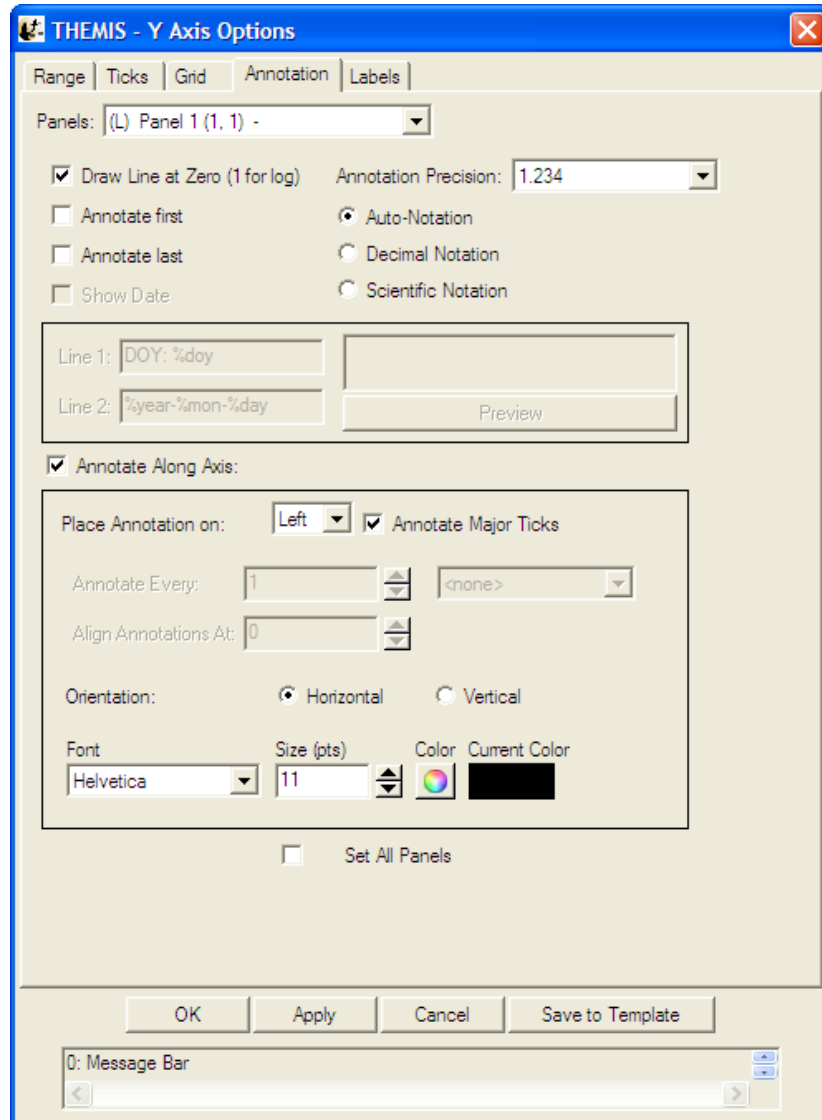 THEMIS - Y Axis Options
Range Ticks Grid Annotation Labels
Panels: (L) Panel 1 (1, 1) -
Draw Line at Zero (1 for log) Annotation Precision: 1.234
Annotate first Auto-Notation
Annotate last Decimal Notation
Show Date Scientific Notation
Line 1: DOY: %doy
Line 2: %year-%mon-%day Preview
Annotate Along Axis:
Place Annotation on: Left Annotate Major Ticks
Annotate Every: 1 <none>
Align Annotations At: 0
Orientation: Horizontal Vertical
Font Size (pts) Color Current Color
Helvetica 11
Set All Panels
OK Apply Cancel Save to Template
0: Message Bar